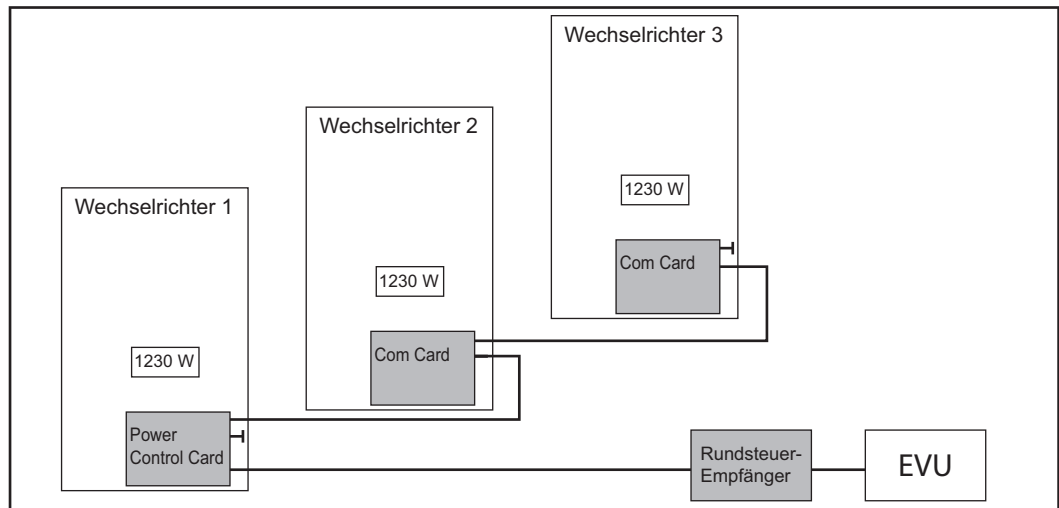 Wechselrichter 3
1230 W
Com Card
Wechselrichter 2
1230 W
Com Card
Wechselrichter 1
1230 W
Power
Control Card
Rundsteuer-
Empfänger
EVU